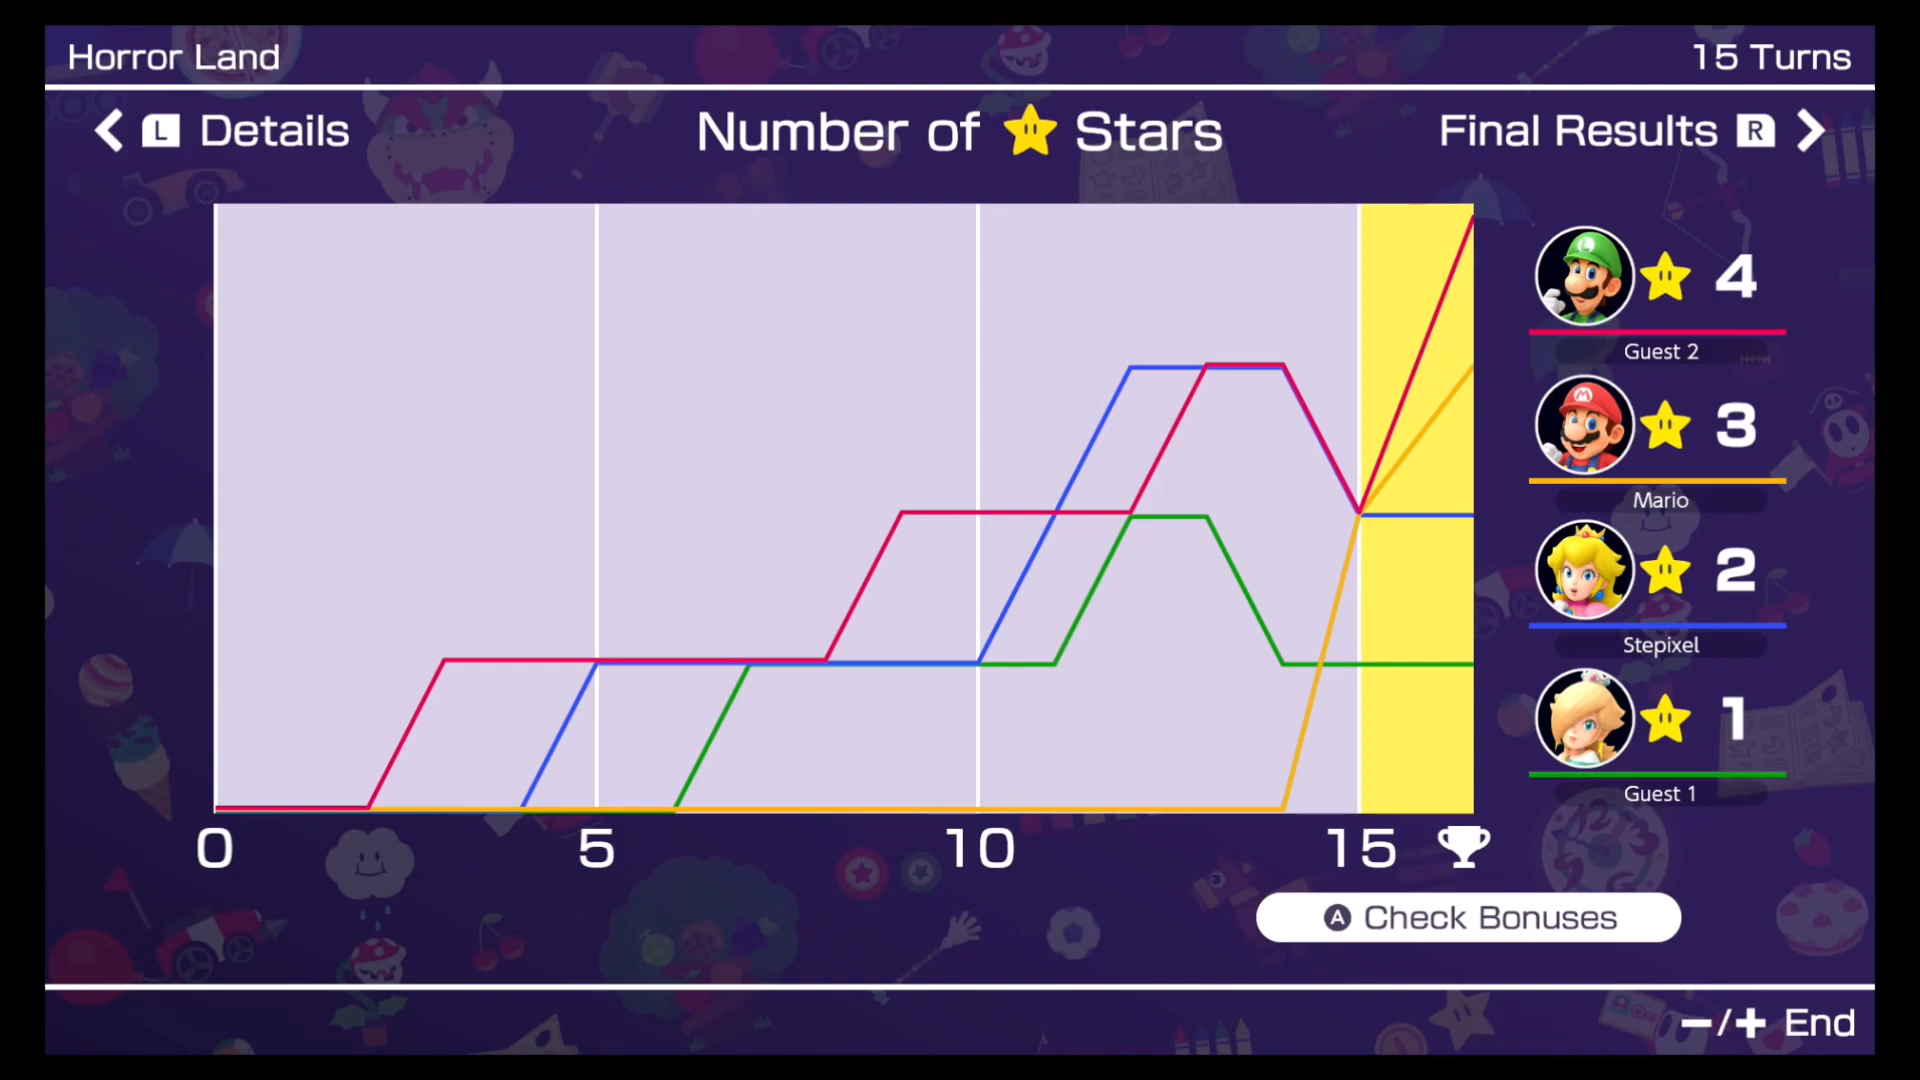 Horror Land
15 Turns
L Details
Number of Stars
Final Results R
4
Guest 2
3
Mario
2
Stepixel
1
Guest 1
0 5 10 15
A Check Bonuses
−/+ End